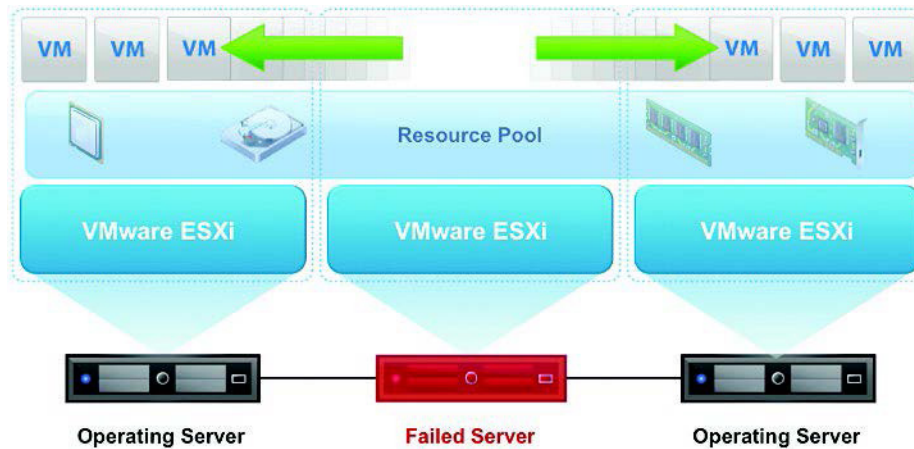 VM VM VM VM VM VM
Resource Pool
VMware ESXi VMware ESXi VMware ESXi
Operating Server Failed Server Operating Server